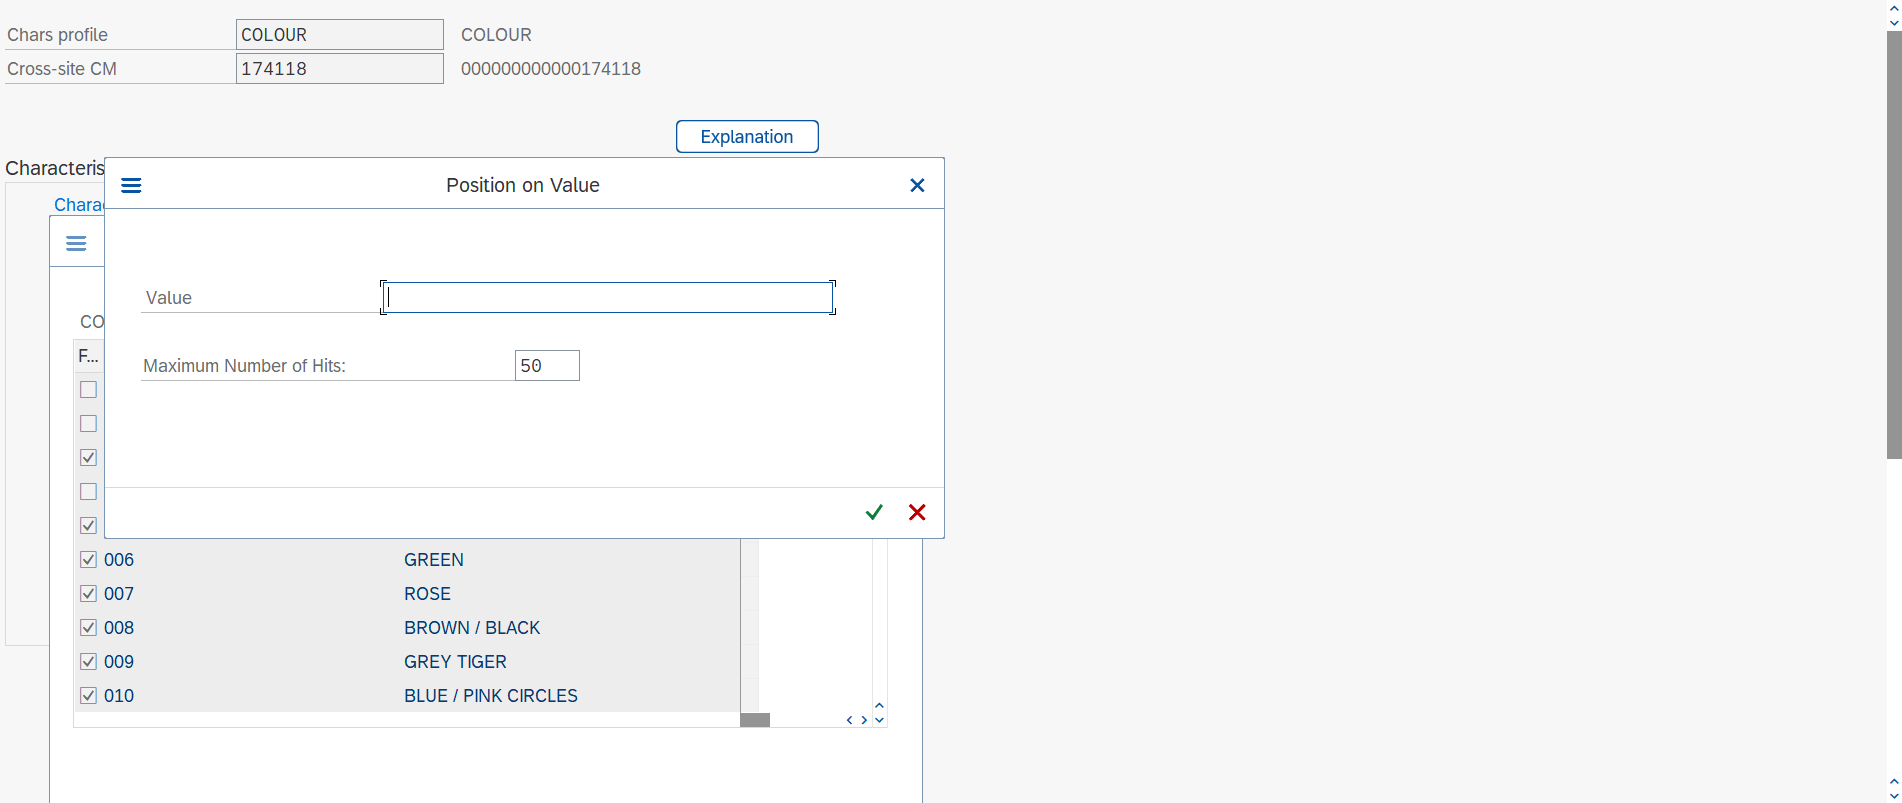 Chars profile COLOUR COLOUR
Cross-site CM 174118 000000000000174118
Explanation
Characteris
Position on Value
Charac
Value
CO
F...
Maximum Number of Hits: 50
006 GREEN
007 ROSE
008 BROWN / BLACK
009 GREY TIGER
010 BLUE / PINK CIRCLES